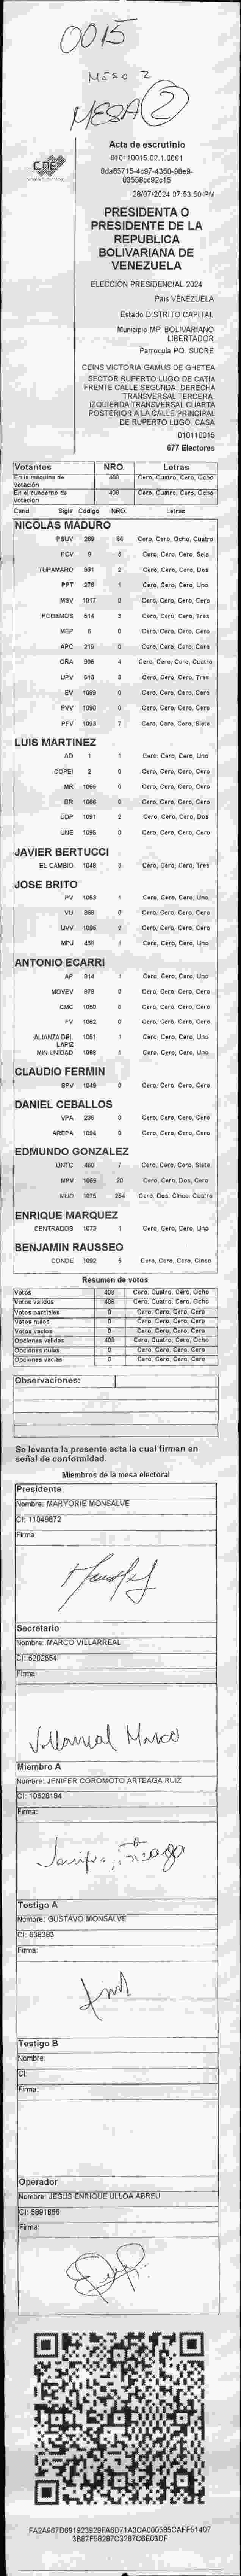 0015
MESO 2
MESA 2
CNE
Acta de escrutinio
010110015.02.1.0001
28/07/2024 07:53:50 PM
PRESIDENTA O
PRESIDENTE DE LA
REPUBLICA
BOLIVARIANA DE
VENEZUELA
ELECCIÓN PRESIDENCIAL 2024
País VENEZUELA
Estado DISTRITO CAPITAL
Municipio MP. BOLIVARIANO
LIBERTADOR
Parroquia PQ. SUCRE
CEINS VICTORIA GAMUS DE GHETEA
SECTOR RUPERTO LUGO DE CATIA
FRENTE CALLE SEGUNDA. DERECHA
TRANSVERSAL TERCERA.
IZQUIERDA TRANSVERSAL CUARTA
POSTERIOR A LA CALLE PRINCIPAL
DE RUPERTO LUGO. CASA
010110015
677 Electores
Votantes NRO. Letras
En la máquina de votación 408 Cero, Cuatro, Cero, Ocho
En el cuaderno de votación 408 Cero, Cuatro, Cero, Ocho
Cand. Sigla Código NRO. Letras
NICOLAS MADURO
PSUV 269 84 Cero, Cero, Ocho, Cuatro
PCV 9 6 Cero, Cero, Cero, Seis
TUPAMARO 931 2 Cero, Cero, Cero, Dos
PPT 276 1 Cero, Cero, Cero, Uno
MSV 1017 0 Cero, Cero, Cero, Cero
PODEMOS 514 3 Cero, Cero, Cero, Tres
MEP 6 0 Cero, Cero, Cero, Cero
APC 219 0 Cero, Cero, Cero, Cero
ORA 906 4 Cero, Cero, Cero, Cuatro
UPV 613 3 Cero, Cero, Cero, Tres
EV 1089 0 Cero, Cero, Cero, Cero
PVV 1090 0 Cero, Cero, Cero, Cero
PFV 1093 7 Cero, Cero, Cero, Siete
LUIS MARTINEZ
AD 1 1 Cero, Cero, Cero, Uno
COPEI 2 0 Cero, Cero, Cero, Cero
MR 1065 0 Cero, Cero, Cero, Cero
BR 1066 0 Cero, Cero, Cero, Cero
DDP 1091 2 Cero, Cero, Cero, Dos
UNE 1095 0 Cero, Cero, Cero, Cero
JAVIER BERTUCCI
EL CAMBIO 1048 3 Cero, Cero, Cero, Tres
JOSE BRITO
PV 1053 1 Cero, Cero, Cero, Uno
VU 968 0 Cero, Cero, Cero, Cero
UVV 1096 0 Cero, Cero, Cero, Cero
MPJ 459 1 Cero, Cero, Cero, Uno
ANTONIO ECARRI
AP 914 1 Cero, Cero, Cero, Uno
MOVEV 878 0 Cero, Cero, Cero, Cero
CMC 1050 0 Cero, Cero, Cero, Cero
FV 1062 0 Cero, Cero, Cero, Cero
ALIANZA DEL LAPIZ 1051 1 Cero, Cero, Cero, Uno
MIN UNIDAD 1068 1 Cero, Cero, Cero, Uno
CLAUDIO FERMIN
SPV 1049 0 Cero, Cero, Cero, Cero
DANIEL CEBALLOS
VPA 236 0 Cero, Cero, Cero, Cero
AREPA 1094 0 Cero, Cero, Cero, Cero
EDMUNDO GONZALEZ
UNTC 460 7 Cero, Cero, Cero, Siete
MPV 1069 20 Cero, Cero, Dos, Cero
MUD 1075 254 Cero, Dos, Cinco, Cuatro
ENRIQUE MARQUEZ
CENTRADOS 1073 1 Cero, Cero, Cero, Uno
BENJAMIN RAUSSEO
CONDE 1092 5 Cero, Cero, Cero, Cinco
Resumen de votos
Votos 408 Cero, Cuatro, Cero, Ocho
Votos validos 408 Cero, Cuatro, Cero, Ocho
Votos parciales 0 Cero, Cero, Cero, Cero
Votos nulos 0 Cero, Cero, Cero, Cero
Votos vacios 0 Cero, Cero, Cero, Cero
Opciones validas 408 Cero, Cuatro, Cero, Ocho
Opciones nulas 0 Cero, Cero, Cero, Cero
Opciones vacias 0 Cero, Cero, Cero, Cero
Observaciones:
Se levanta la presente acta la cual firman en
señal de conformidad.
Miembros de la mesa electoral
Presidente
Nombre: MARYORIE MONSALVE
CI: 11049872
Firma:
Secretario
Nombre: MARCO VILLARREAL
CI: 6202554
Firma:
Villarreal Marco
Miembro A
Nombre: JENIFER COROMOTO ARTEAGA RUIZ
CI: 10628184
Firma:
Testigo A
Nombre: GUSTAVO MONSALVE
CI: 638383
Firma:
Testigo B
Nombre:
CI:
Firma:
Operador
Nombre: JESUS ENRIQUE ULLOA ABREU
CI: 5891866
Firma: